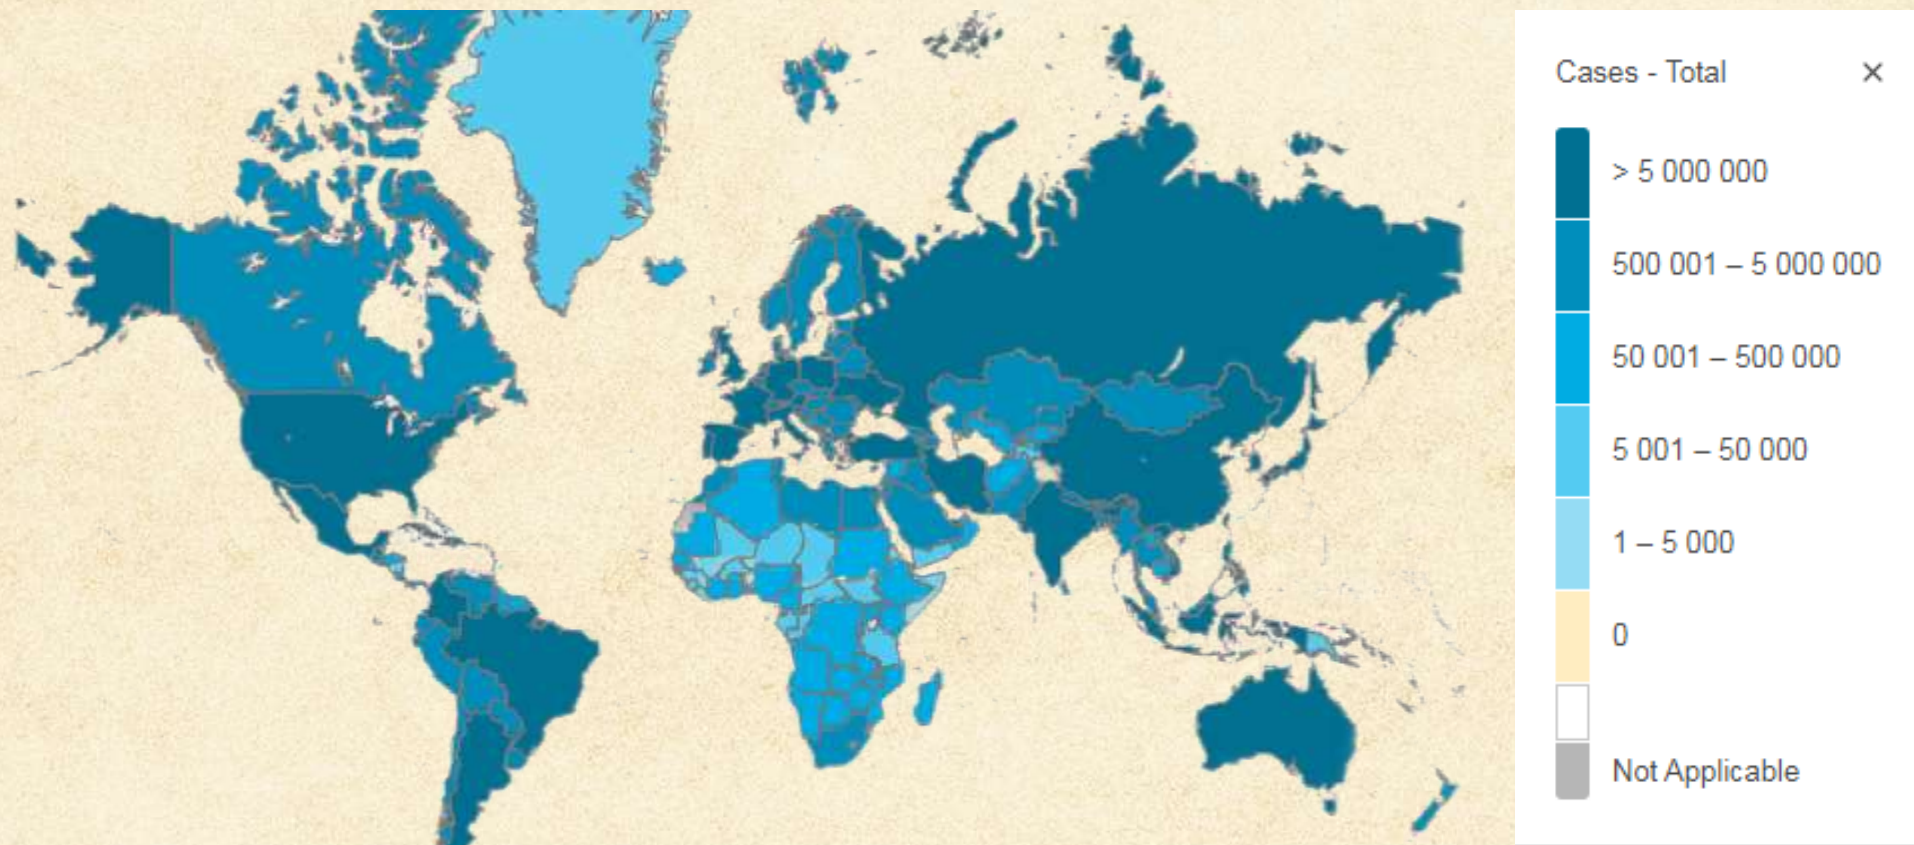 Cases - Total ×
> 5 000 000
500 001 – 5 000 000
50 001 – 500 000
5 001 – 50 000
1 – 5 000
0
Not Applicable